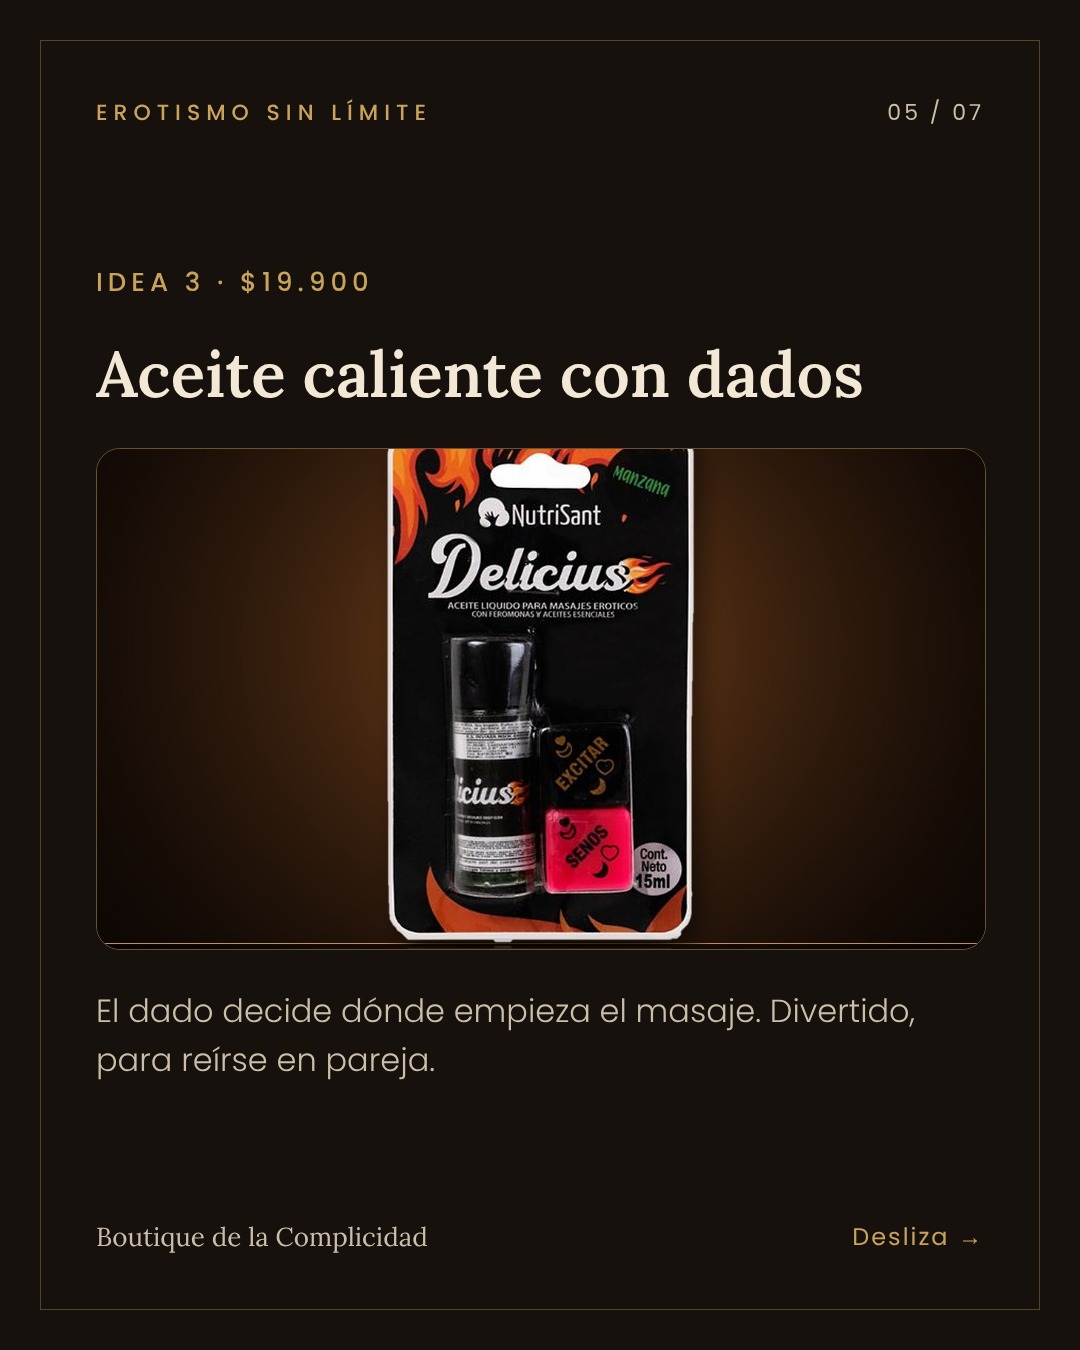 EROTISMO SIN LÍMITE
05 / 07
IDEA 3 · $19.900
Aceite caliente con dados
Manzana
NutriSant
Delicius
ACEITE LIQUIDO PARA MASAJES EROTICOS
CON FEROMONAS Y ACEITES ESENCIALES
EXCITAR
licius
SENOS
Cont.
Neto
15ml
El dado decide dónde empieza el masaje. Divertido,
para reírse en pareja.
Boutique de la Complicidad
Desliza →